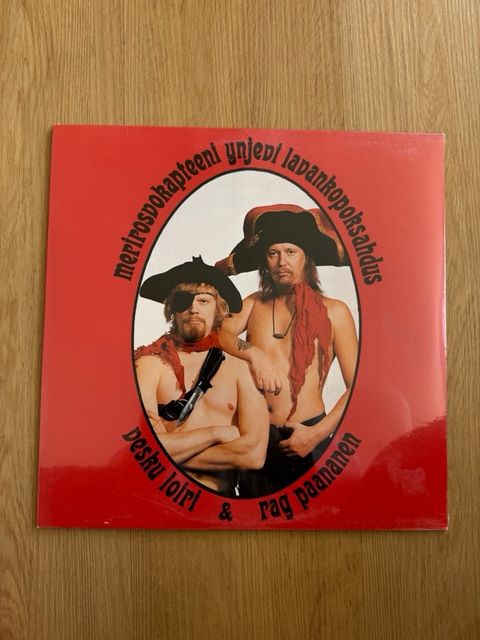 merirosvokapteeni ynjevi lavankopoksahdus
vesku loiri & rag paananen